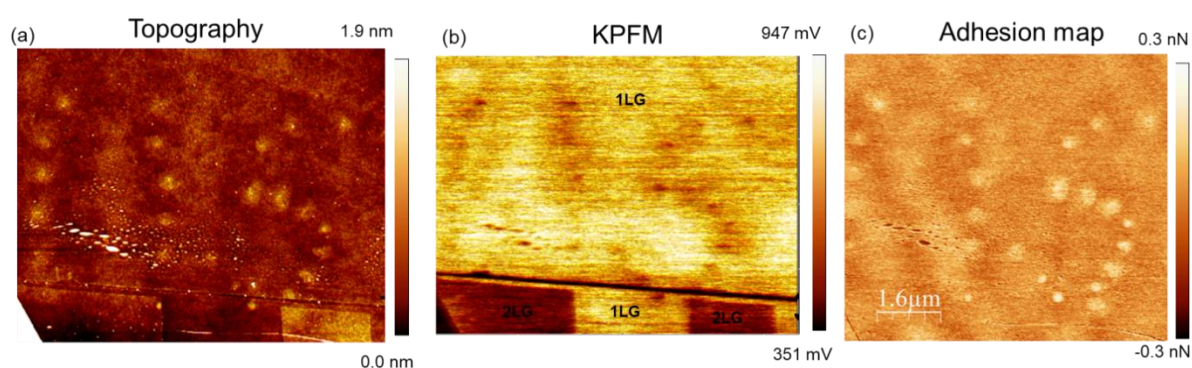 (a) Topography 1.9 nm
0.0 nm
(b) KPFM 947 mV
1LG
2LG 1LG 2LG
351 mV
(c) Adhesion map 0.3 nN
1.6µm
-0.3 nN